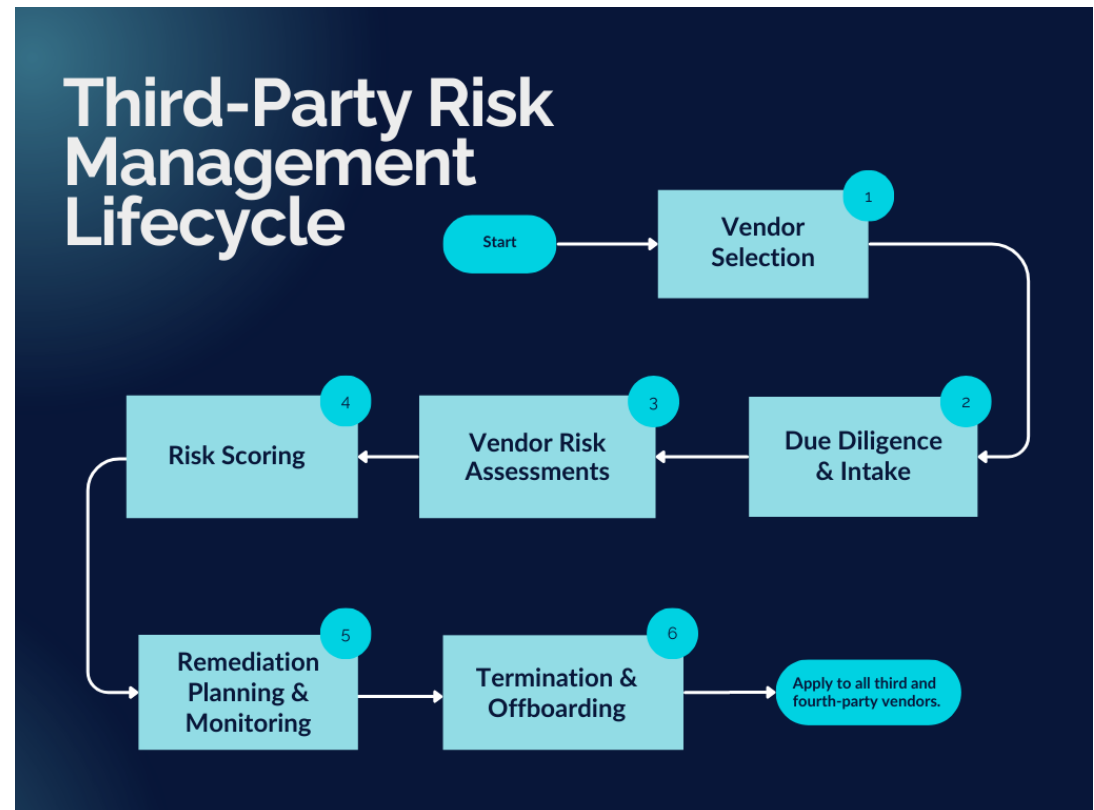 Third-Party Risk
Management
Lifecycle
Start
1
Vendor
Selection
2
Due Diligence
& Intake
3
Vendor Risk
Assessments
4
Risk Scoring
5
Remediation
Planning &
Monitoring
6
Termination &
Offboarding
Apply to all third and
fourth-party vendors.